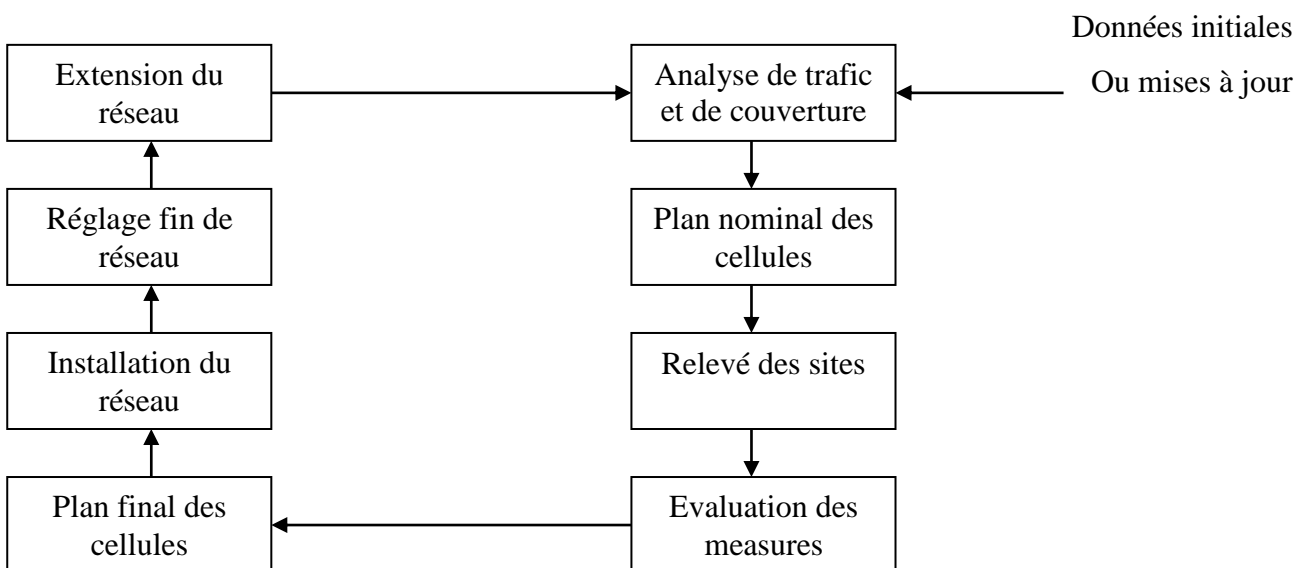 Données initiales
Ou mises à jour
Extension du
réseau
Analyse de trafic
et de couverture
Réglage fin de
réseau
Plan nominal des
cellules
Installation du
réseau
Relevé des sites
Plan final des
cellules
Evaluation des
measures